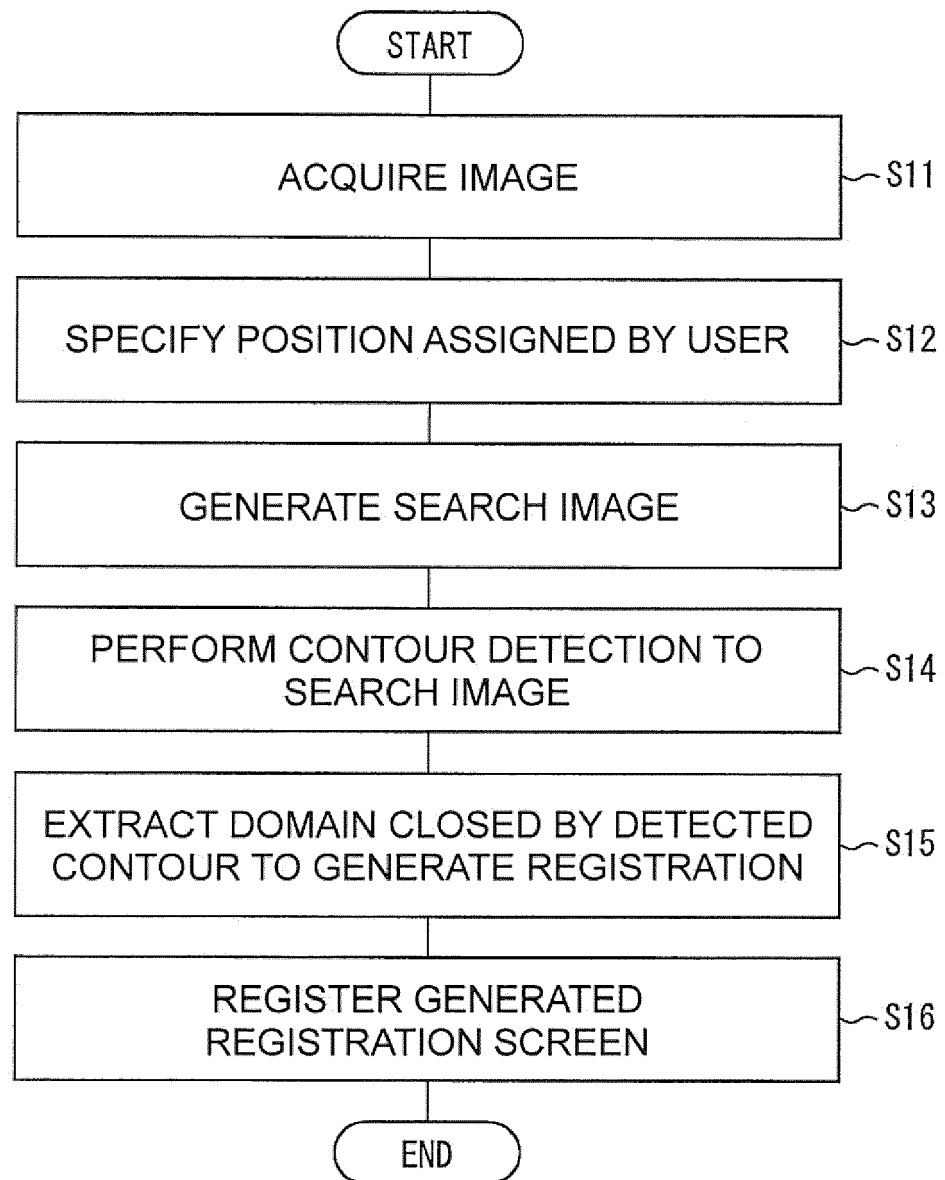 START
ACQUIRE IMAGE
S11
SPECIFY POSITION ASSIGNED BY USER
S12
GENERATE SEARCH IMAGE
S13
PERFORM CONTOUR DETECTION TO
SEARCH IMAGE
S14
EXTRACT DOMAIN CLOSED BY DETECTED
CONTOUR TO GENERATE REGISTRATION
S15
REGISTER GENERATED
REGISTRATION SCREEN
S16
END